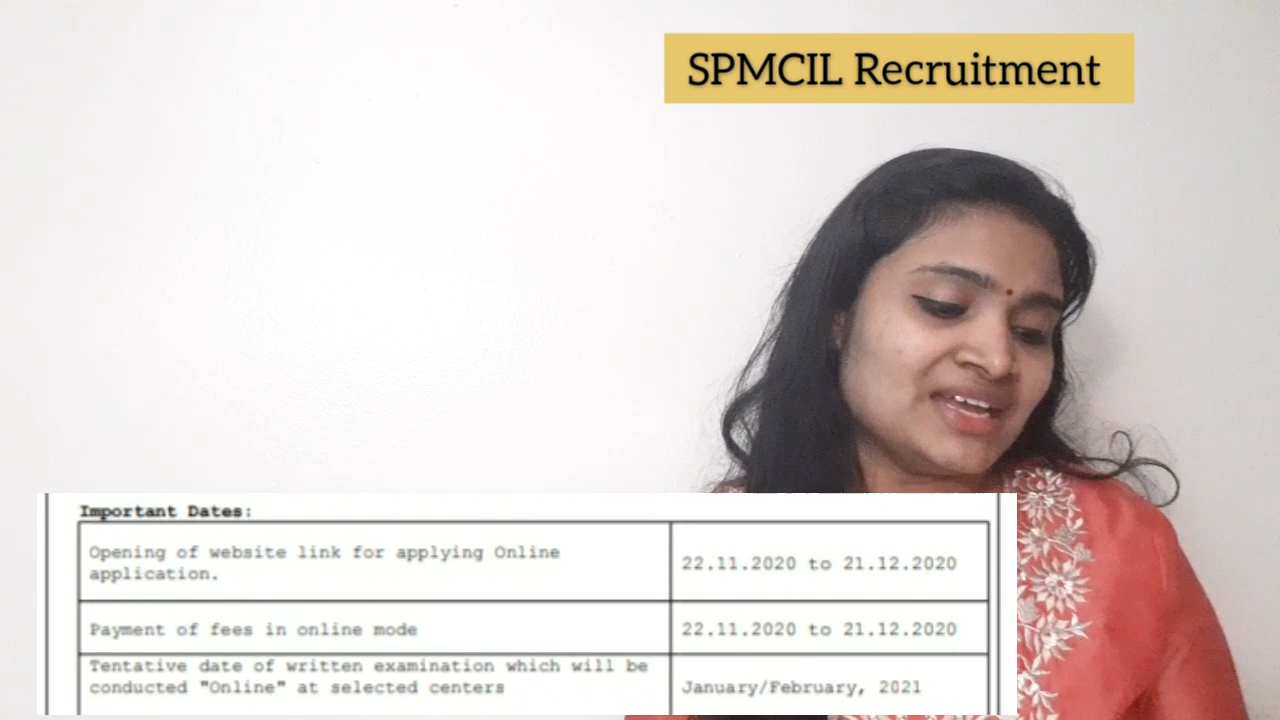 SPMCIL Recruitment
Important Dates:
Opening of website link for applying Online
application.
22.11.2020 to 21.12.2020
Payment of fees in online mode
22.11.2020 to 21.12.2020
Tentative date of written examination which will be
conducted "Online" at selected centers
January/February, 2021